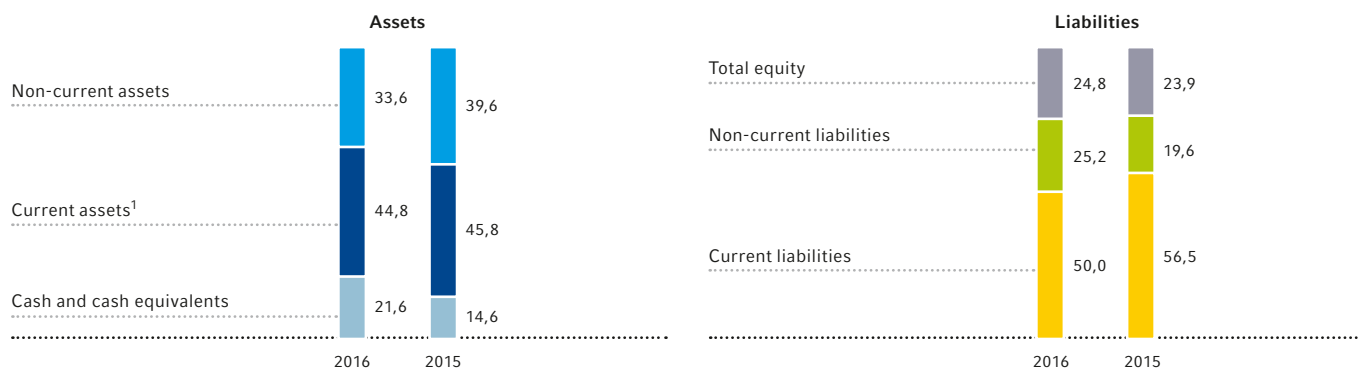 Assets
Non-current assets
33,6
39,6
Current assets¹
44,8
45,8
Cash and cash equivalents
21,6
14,6
2016
2015
Liabilities
Total equity
24,8
23,9
Non-current liabilities
25,2
19,6
Current liabilities
50,0
56,5
2016
2015